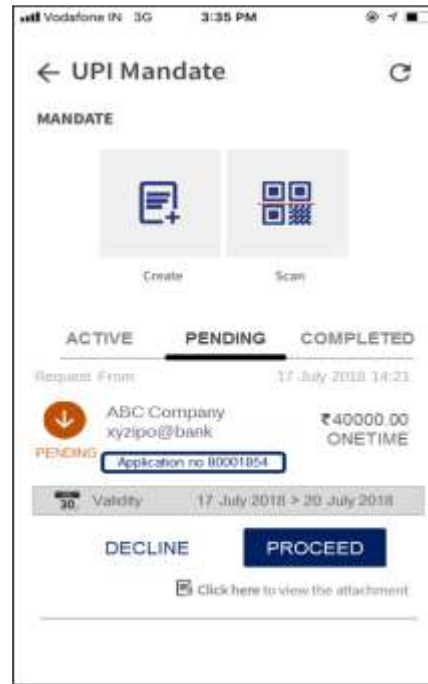 Vodafone IN 3G 3:35 PM
← UPI Mandate
MANDATE
Create Scan
ACTIVE PENDING COMPLETED
Request From 17 July 2018 14:21
ABC Company ₹40000.00
xyzipo@bank ONETIME
PENDING Application no 80001854
30 Validity 17 July 2018 > 20 July 2018
DECLINE PROCEED
Click here to view the attachment